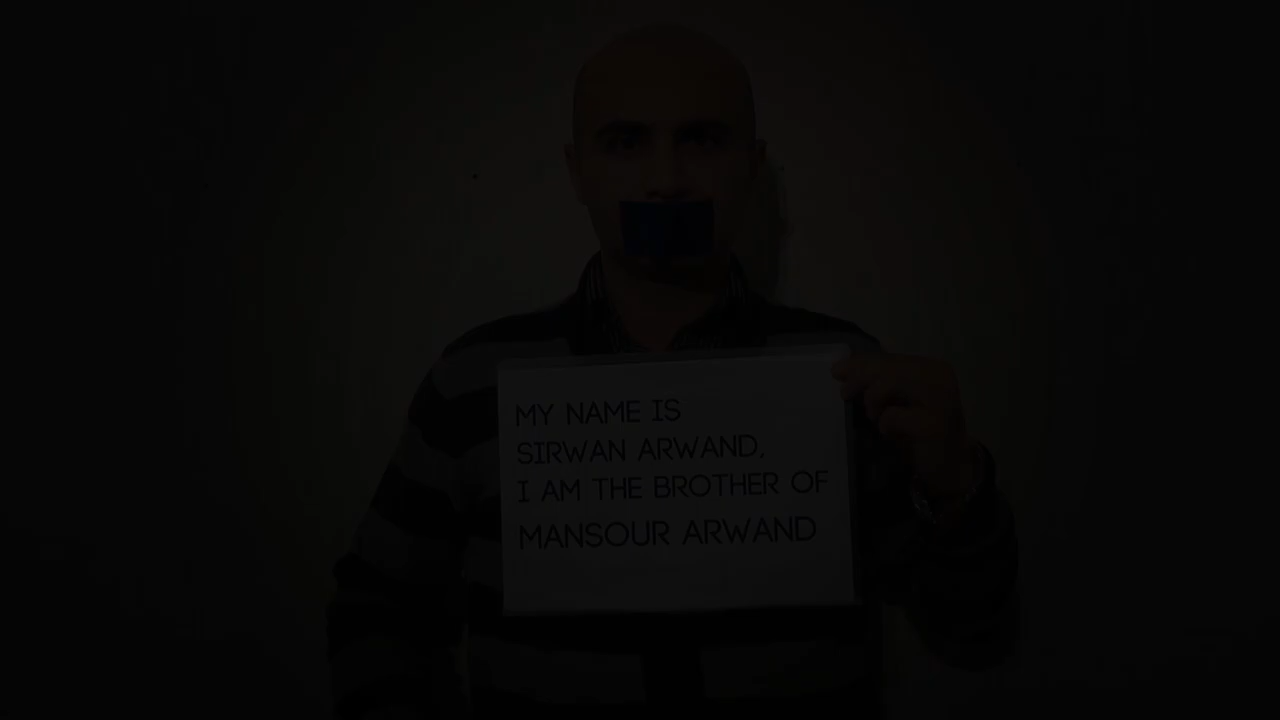 MY NAME IS
SIRWAN ARWAND,
I AM THE BROTHER OF
MANSOUR ARWAND